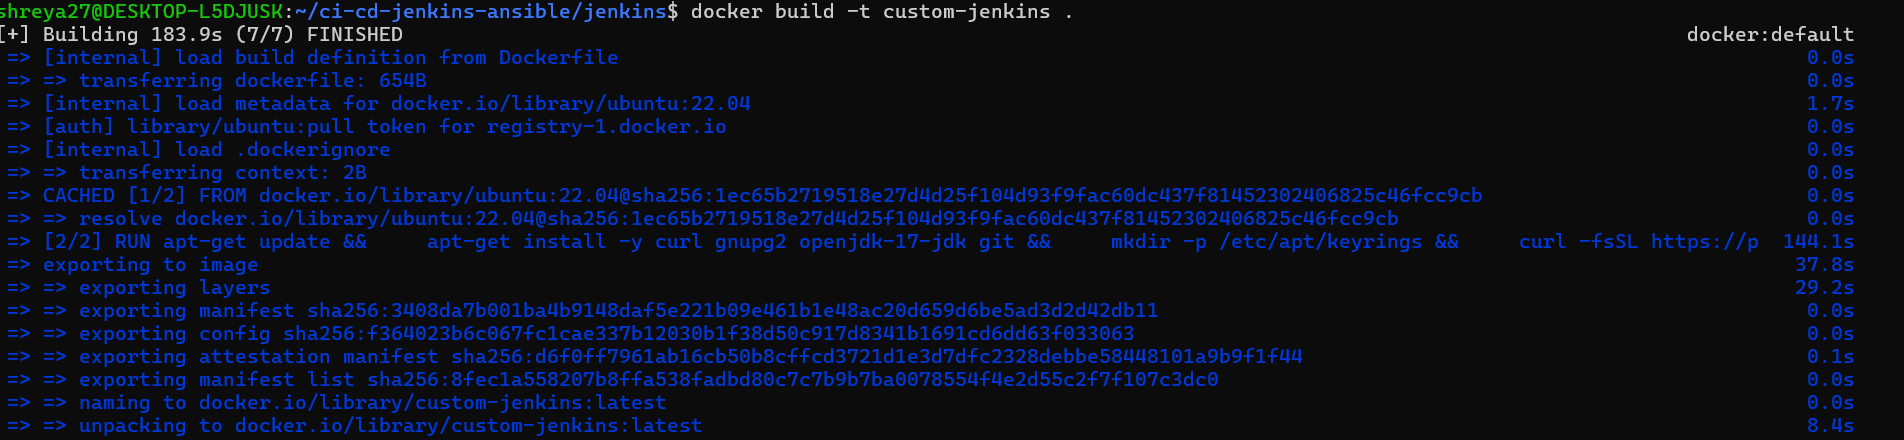 shreya27@DESKTOP-L5DJUSK:~/ci-cd-jenkins-ansible/jenkins$ docker build -t custom-jenkins .
[+] Building 183.9s (7/7) FINISHED docker:default
=> [internal] load build definition from Dockerfile 0.0s
=> => transferring dockerfile: 654B 0.0s
=> [internal] load metadata for docker.io/library/ubuntu:22.04 1.7s
=> [auth] library/ubuntu:pull token for registry-1.docker.io 0.0s
=> [internal] load .dockerignore 0.0s
=> => transferring context: 2B 0.0s
=> CACHED [1/2] FROM docker.io/library/ubuntu:22.04@sha256:1ec65b2719518e27d4d25f104d93f9fac60dc437f81452302406825c46fcc9cb 0.0s
=> => resolve docker.io/library/ubuntu:22.04@sha256:1ec65b2719518e27d4d25f104d93f9fac60dc437f81452302406825c46fcc9cb 0.0s
=> [2/2] RUN apt-get update && apt-get install -y curl gnupg2 openjdk-17-jdk git && mkdir -p /etc/apt/keyrings && curl -fsSL https://p 144.1s
=> exporting to image 37.8s
=> => exporting layers 29.2s
=> => exporting manifest sha256:3408da7b001ba4b9148daf5e221b09e461b1e48ac20d659d6be5ad3d2d42db11 0.0s
=> => exporting config sha256:f364023b6c067fc1cae337b12030b1f38d50c917d8341b1691cd6dd63f033063 0.0s
=> => exporting attestation manifest sha256:d6f0ff7961ab16cb50b8cffcd3721d1e3d7dfc2328debbe58448101a9b9f1f44 0.1s
=> => exporting manifest list sha256:8fec1a558207b8ffa538fadbd80c7c7b9b7ba0078554f4e2d55c2f7f107c3dc0 0.0s
=> => naming to docker.io/library/custom-jenkins:latest 0.0s
=> => unpacking to docker.io/library/custom-jenkins:latest 8.4s